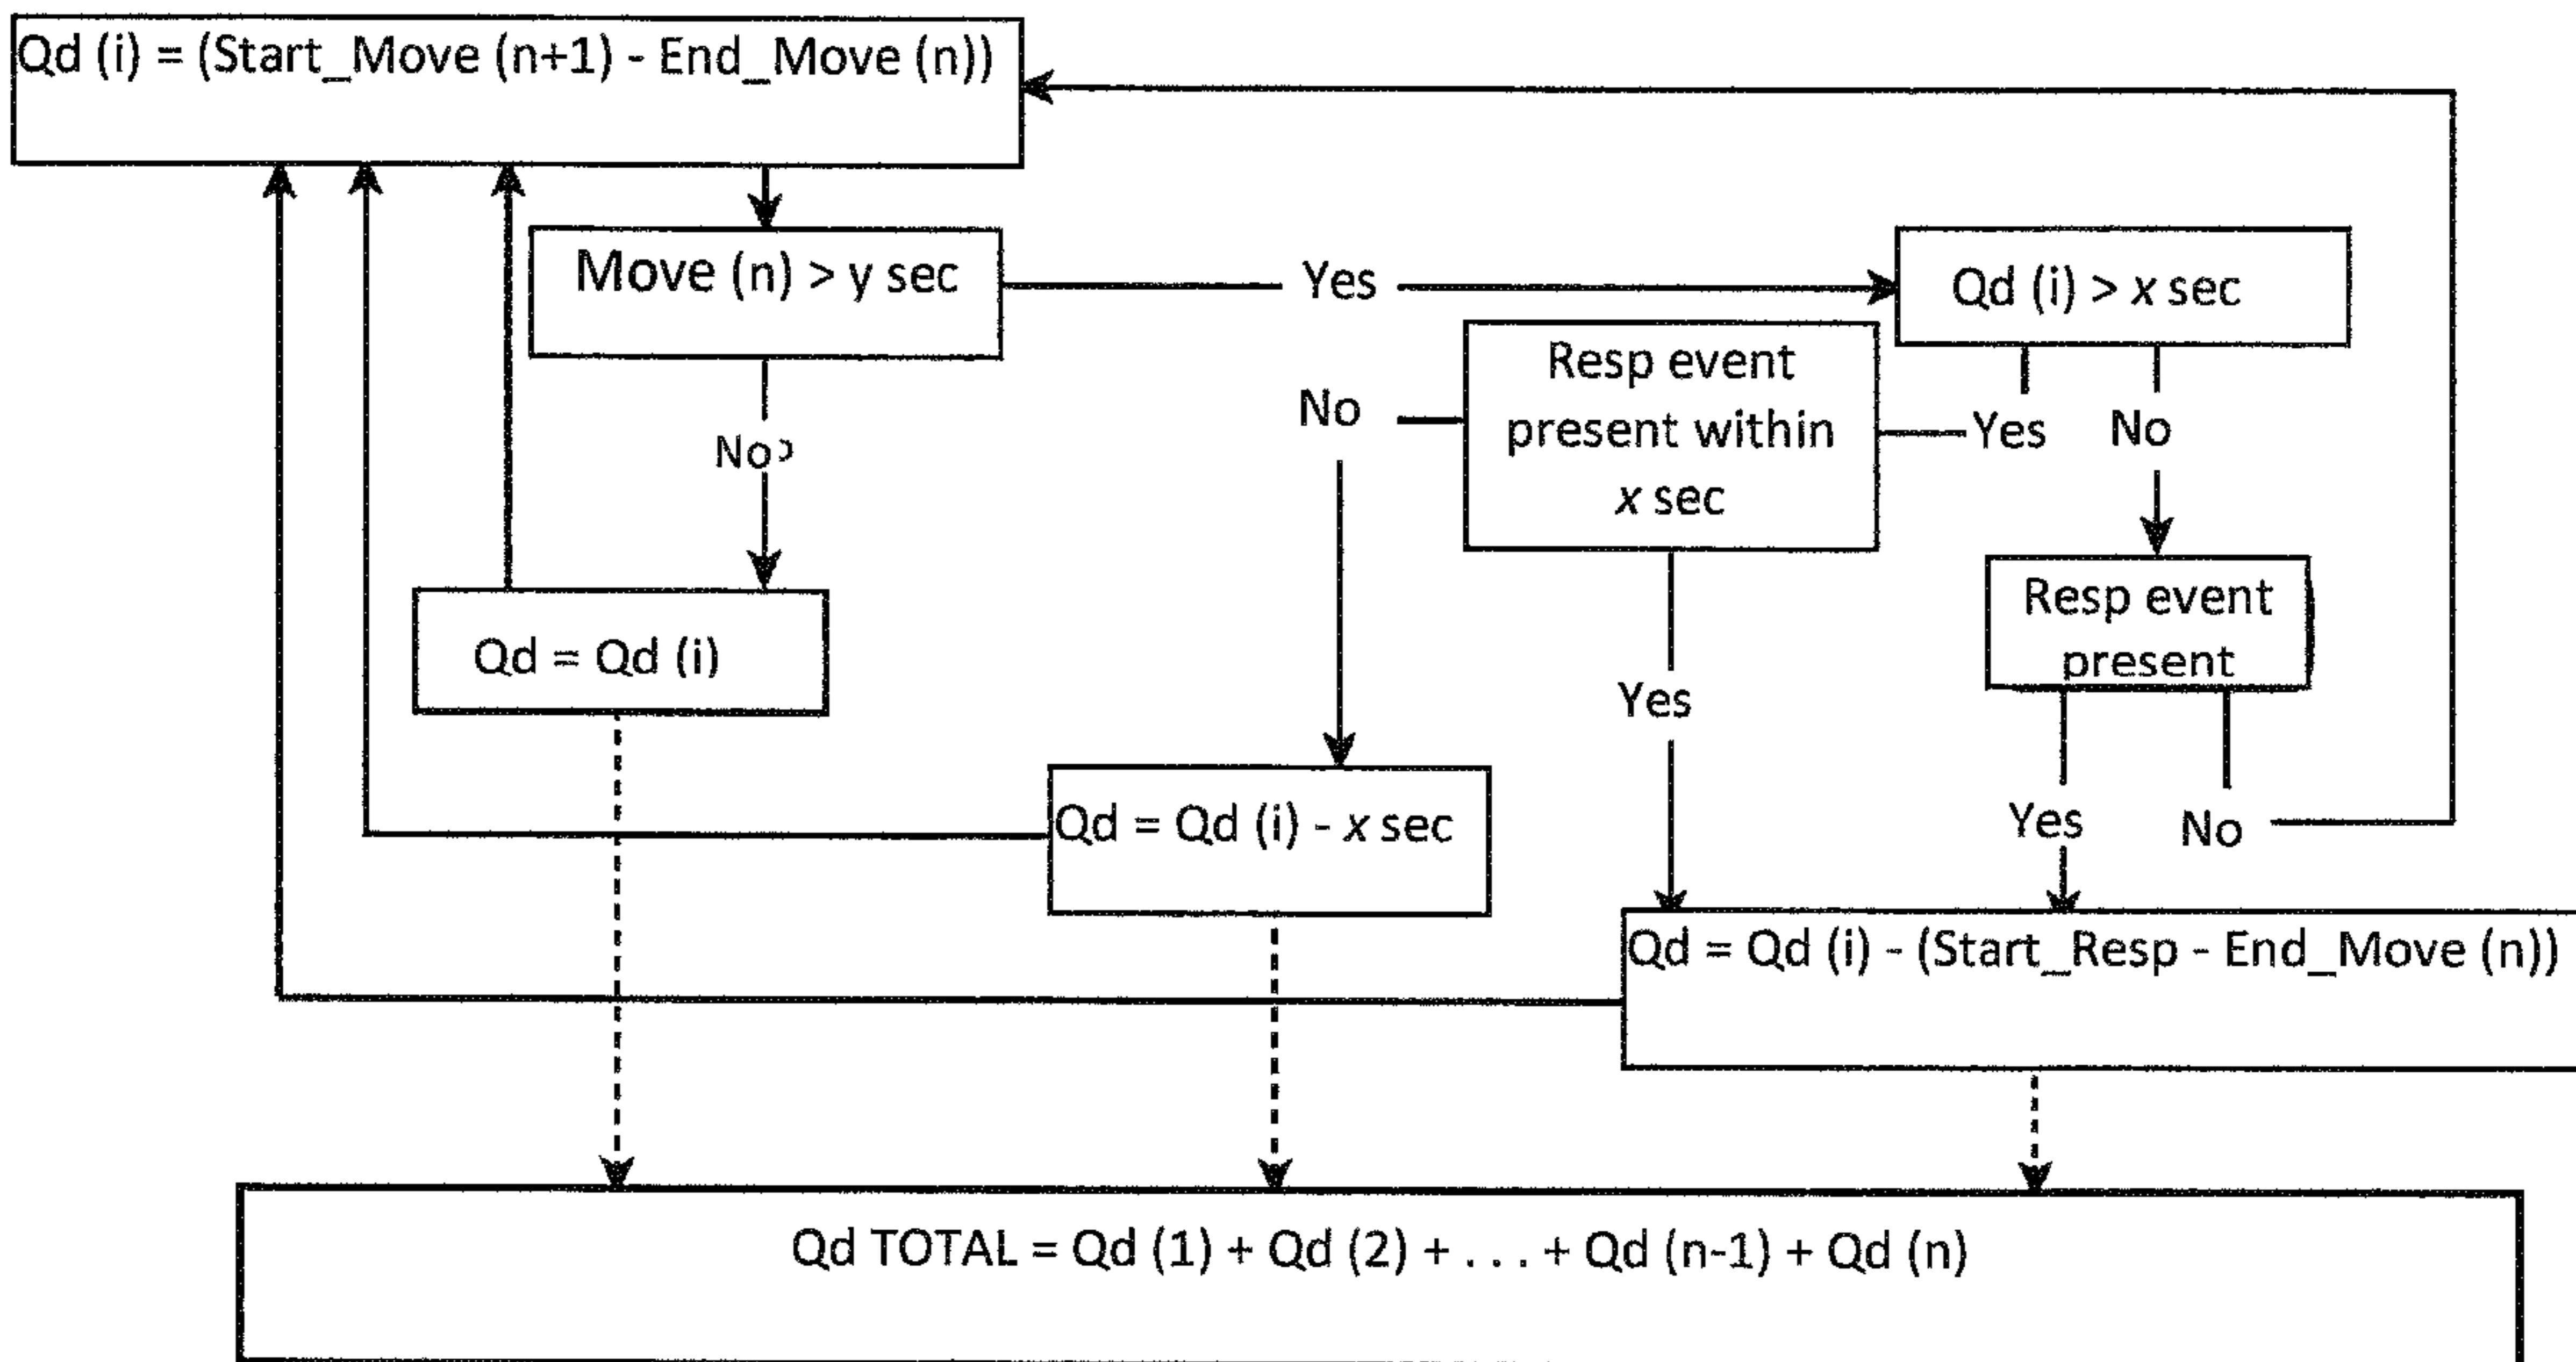 Qd (i) = (Start_Move (n+1) - End_Move (n))
Move (n) > y sec
Yes
Qd (i) > x sec
Resp event
present within
x sec
No
Yes
No
No
Resp event
present
Qd = Qd (i)
Yes
Qd = Qd (i) - x sec
Yes
No
Qd = Qd (i) - (Start_Resp - End_Move (n))
Qd TOTAL = Qd (1) + Qd (2) + . . . + Qd (n-1) + Qd (n)